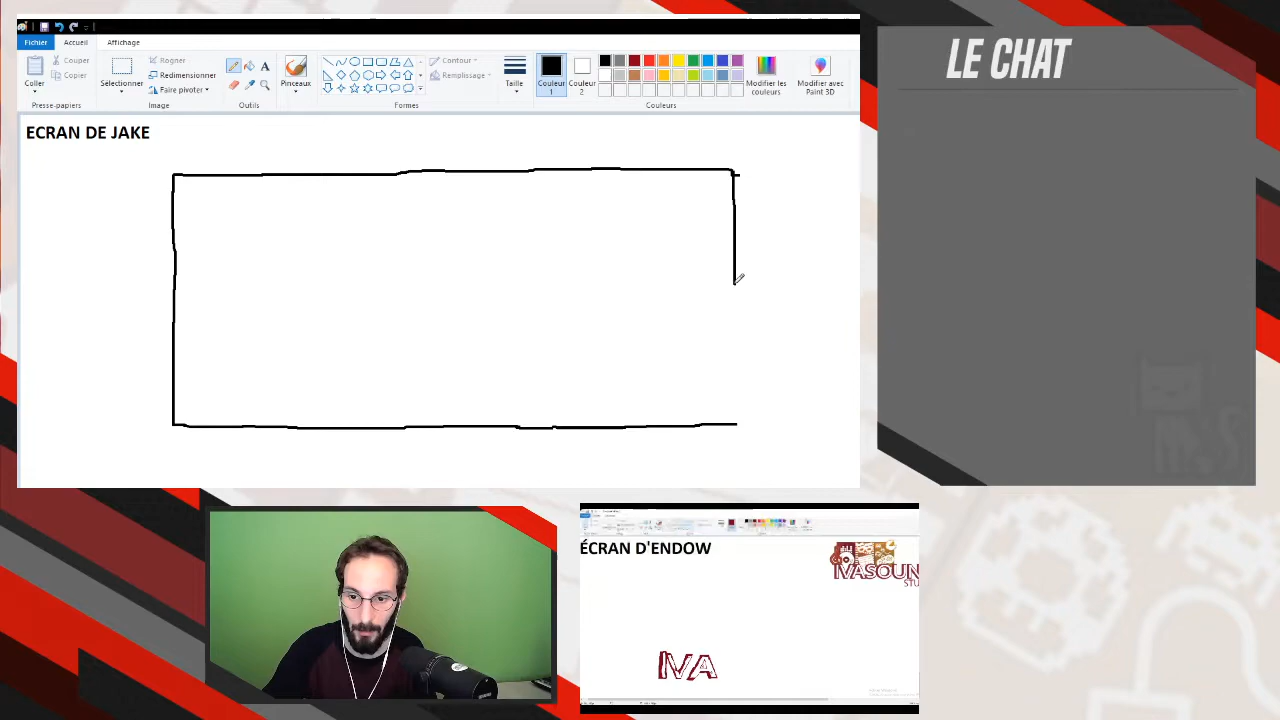 Fichier Accueil Affichage
Coller
Couper
Copier
Presse-papiers
Sélectionner
Rogner
Redimensionner
Faire pivoter
Image
A
Outils
Pinceaux
Contour
Remplissage
Formes
Taille
Couleur 1
Couleur 2
Modifier les couleurs
Modifier avec Paint 3D
Couleurs
ECRAN DE JAKE
LE CHAT
ÉCRAN D'ENDOW
IVASOUN
STU
IVA